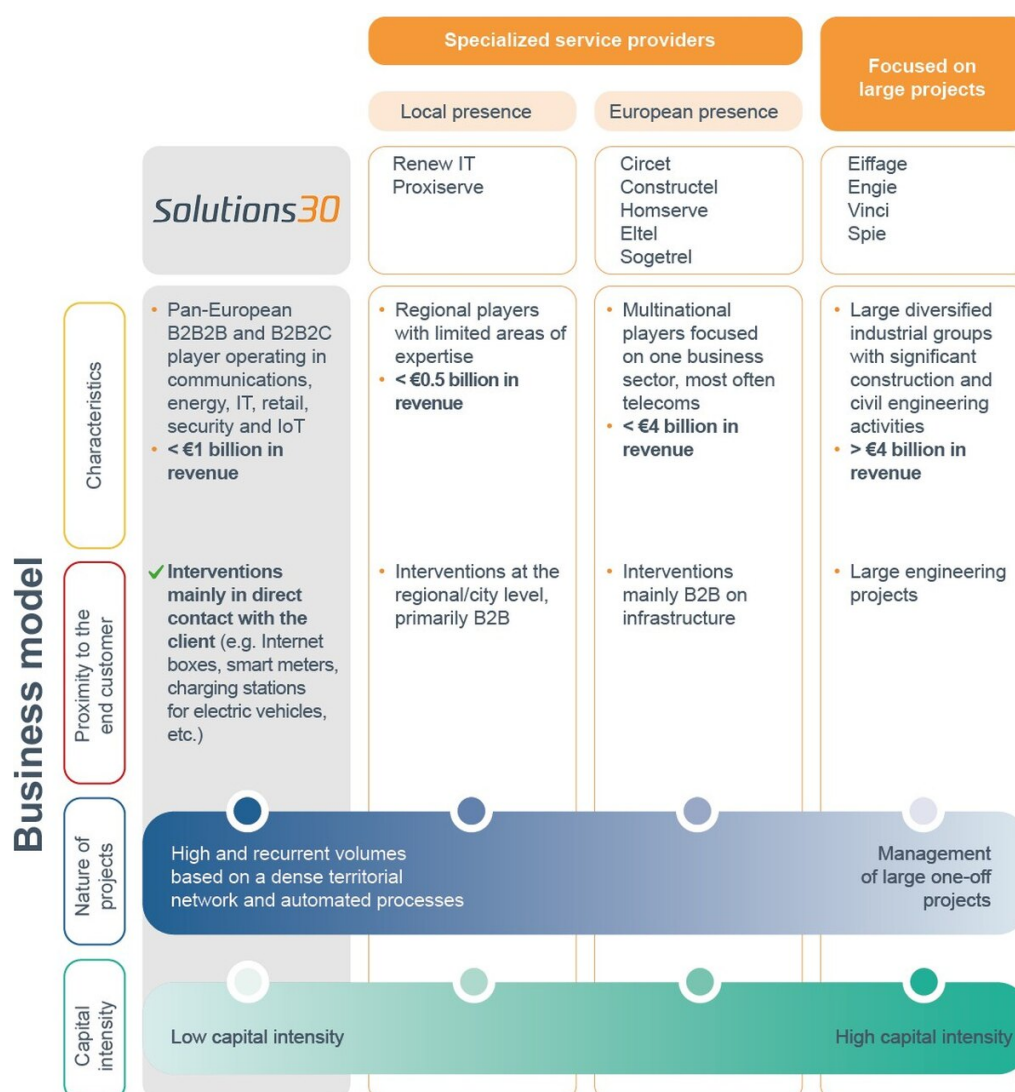 Specialized service providers
Focused on
large projects
Local presence
European presence
Solutions30
Renew IT
Proxiserve
Circet
Constructel
Homserve
Eltel
Sogetrel
Eiffage
Engie
Vinci
Spie
Business model
Characteristics
• Pan-European
B2B2B and B2B2C
player operating in
communications,
energy, IT, retail,
security and IoT
• < €1 billion in
revenue
• Regional players
with limited areas of
expertise
• < €0.5 billion in
revenue
• Multinational
players focused
on one business
sector, most often
telecoms
• < €4 billion in
revenue
• Large diversified
industrial groups
with significant
construction and
civil engineering
activities
• > €4 billion in
revenue
Proximity to the
end customer
✓ Interventions
mainly in direct
contact with the
client (e.g. Internet
boxes, smart meters,
charging stations
for electric vehicles,
etc.)
• Interventions at the
regional/city level,
primarily B2B
• Interventions
mainly B2B on
infrastructure
• Large engineering
projects
Nature of
projects
High and recurrent volumes
based on a dense territorial
network and automated processes
Management
of large one-off
projects
Capital
intensity
Low capital intensity
High capital intensity